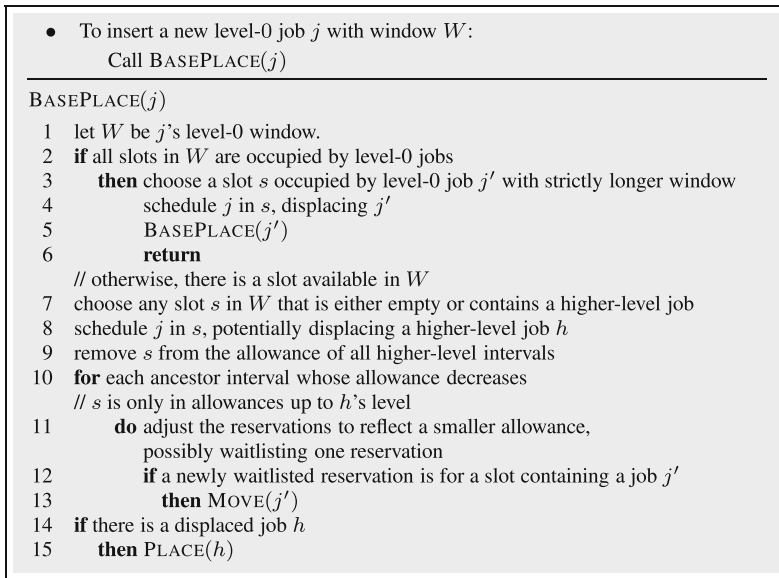 • To insert a new level-0 job j with window W:
Call BASEPLACE(j)
BASEPLACE(j)
1 let W be j's level-0 window.
2 if all slots in W are occupied by level-0 jobs
3 then choose a slot s occupied by level-0 job j′ with strictly longer window
4 schedule j in s, displacing j′
5 BASEPLACE(j′)
6 return
// otherwise, there is a slot available in W
7 choose any slot s in W that is either empty or contains a higher-level job
8 schedule j in s, potentially displacing a higher-level job h
9 remove s from the allowance of all higher-level intervals
10 for each ancestor interval whose allowance decreases
// s is only in allowances up to h's level
11 do adjust the reservations to reflect a smaller allowance,
possibly waitlisting one reservation
12 if a newly waitlisted reservation is for a slot containing a job j′
13 then MOVE(j′)
14 if there is a displaced job h
15 then PLACE(h)